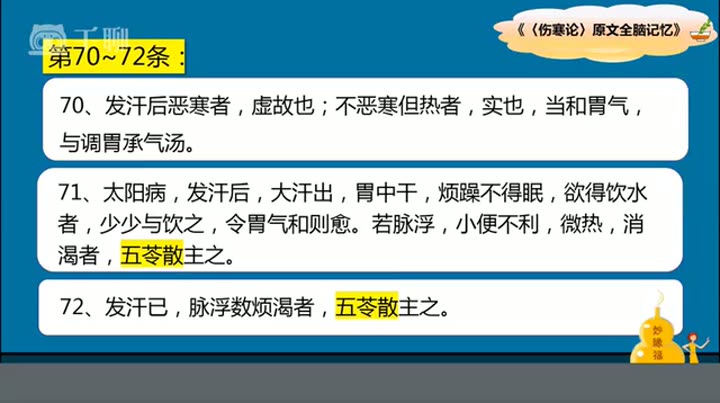 千聊
《〈伤寒论〉原文全脑记忆》
第70~72条：
70、发汗后恶寒者，虚故也；不恶寒但热者，实也，当和胃气，
与调胃承气汤。
71、太阳病，发汗后，大汗出，胃中干，烦躁不得眠，欲得饮水
者，少少与饮之，令胃气和则愈。若脉浮，小便不利，微热，消
渴者，五苓散主之。
72、发汗已，脉浮数烦渴者，五苓散主之。
妙缘福